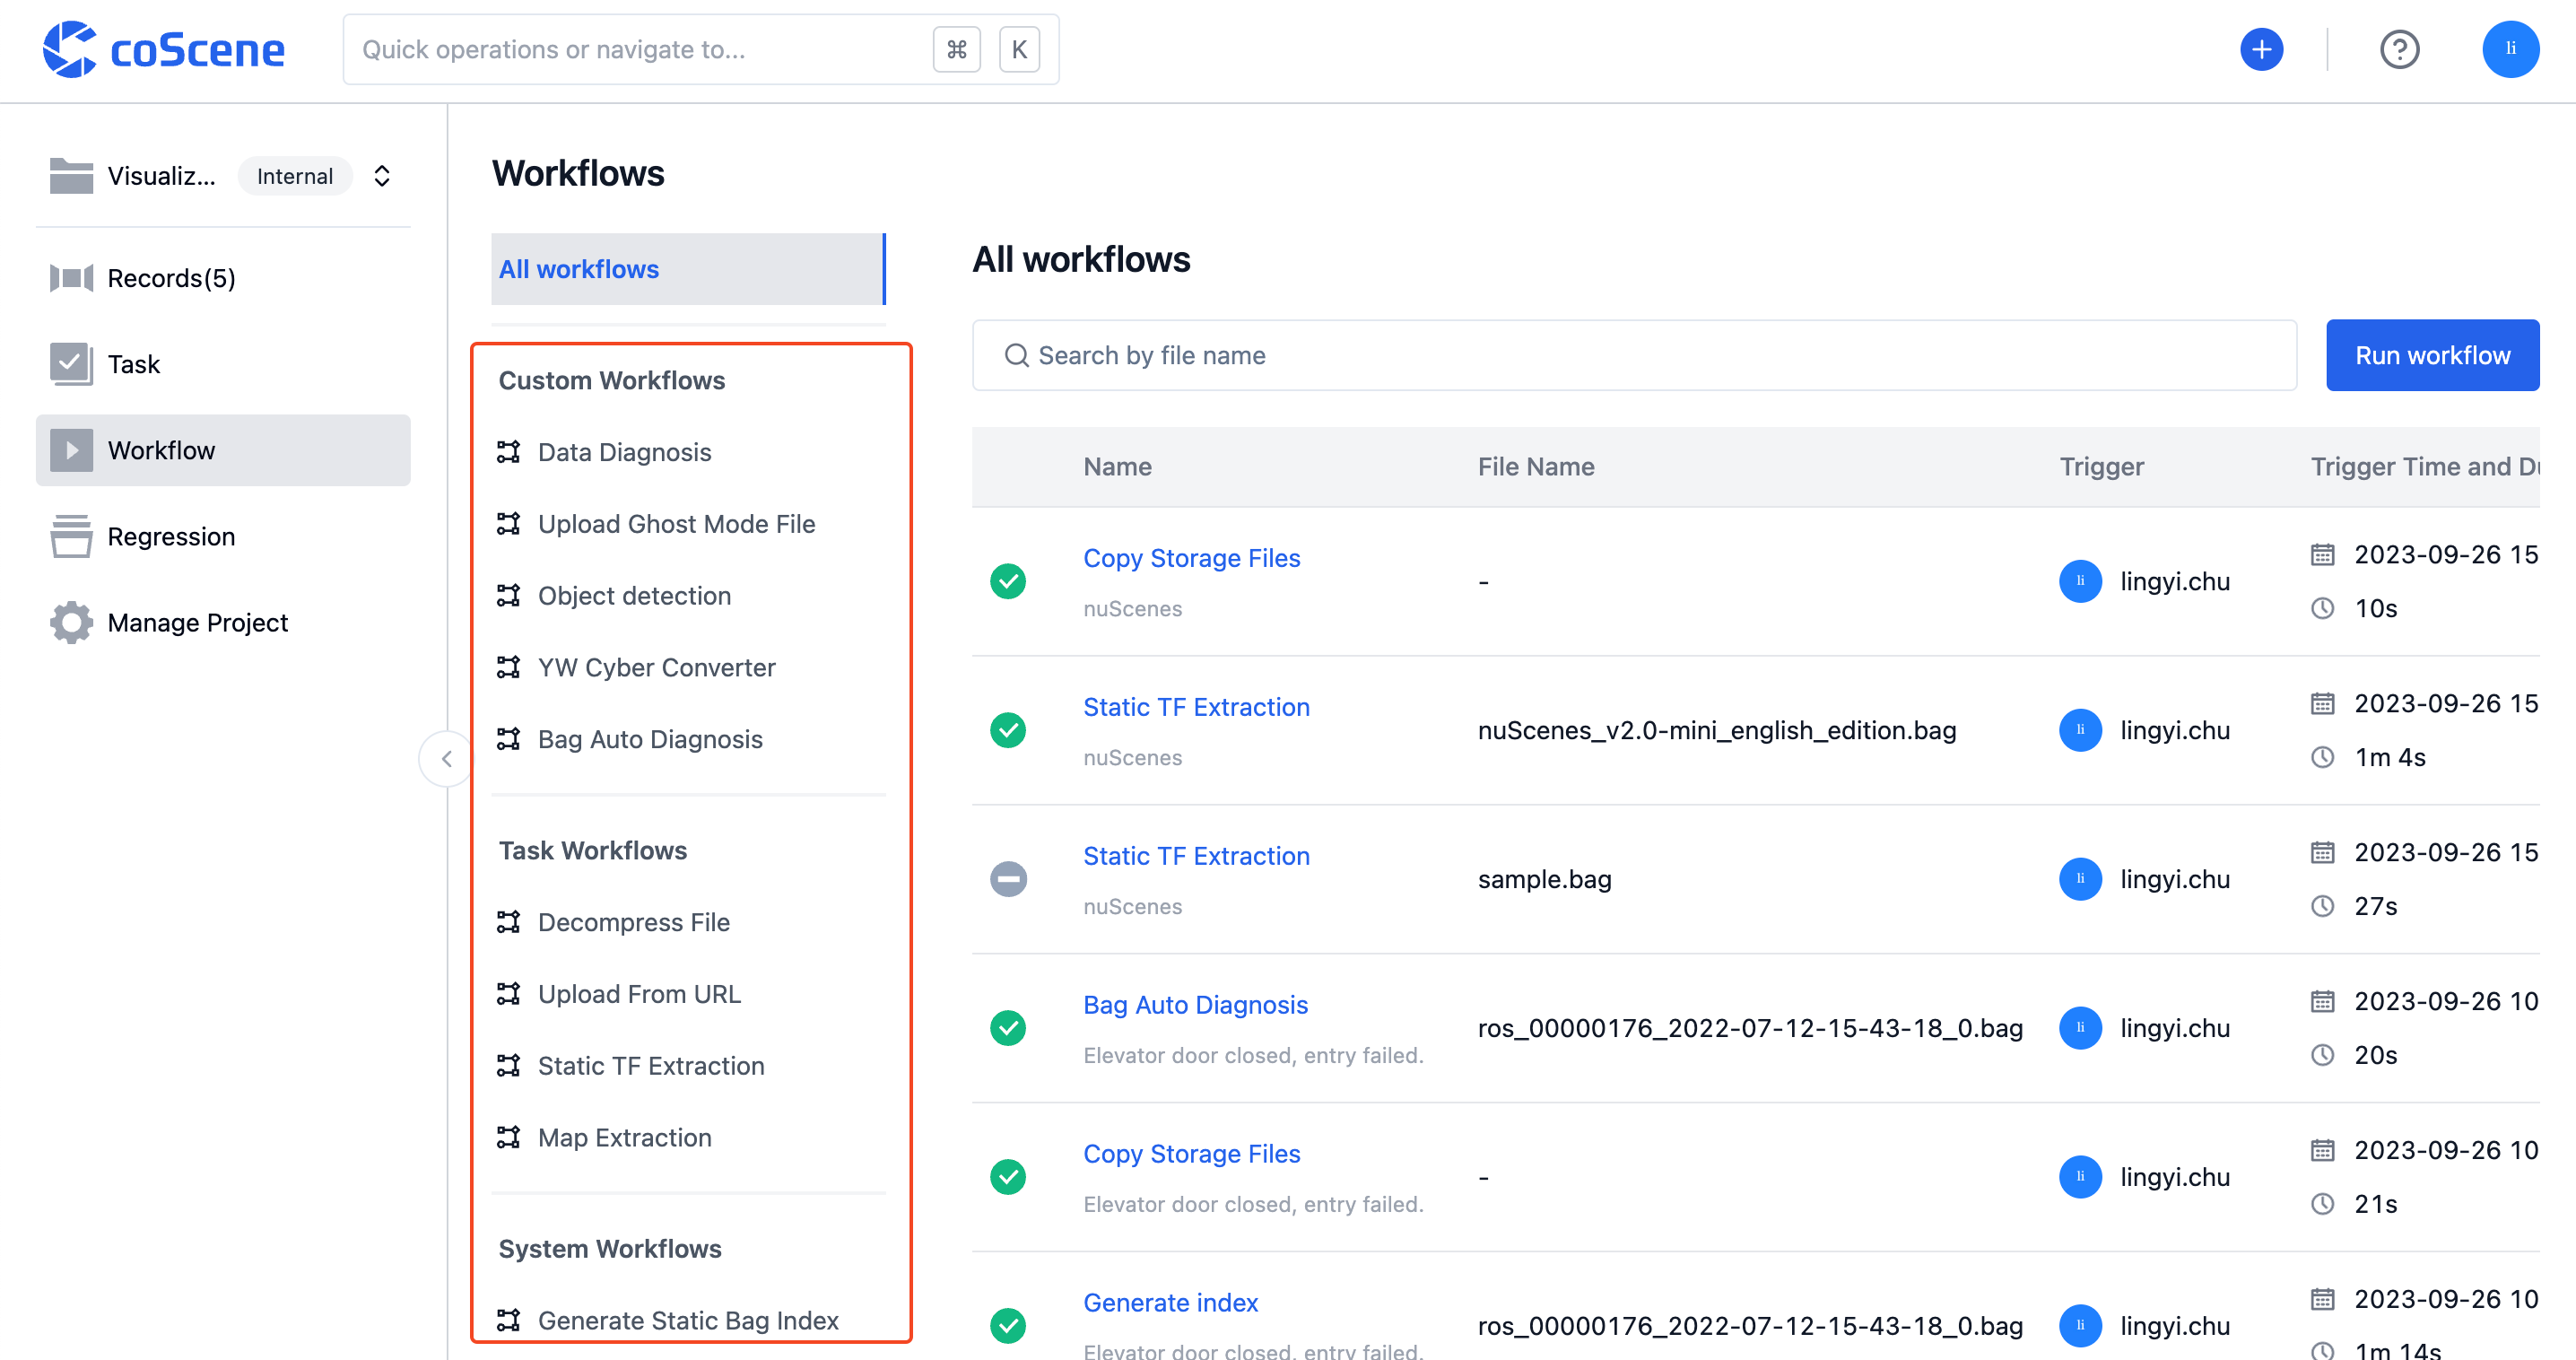 coScene
Quick operations or navigate to...
⌘ K
li
Visualiz... Internal
Records(5)
Task
Workflow
Regression
Manage Project
Workflows
All workflows
Custom Workflows
Data Diagnosis
Upload Ghost Mode File
Object detection
YW Cyber Converter
Bag Auto Diagnosis
Task Workflows
Decompress File
Upload From URL
Static TF Extraction
Map Extraction
System Workflows
Generate Static Bag Index
All workflows
Search by file name
Run workflow
Name File Name Trigger Trigger Time and Du
Copy Storage Files
nuScenes
-
li lingyi.chu
2023-09-26 15
10s
Static TF Extraction
nuScenes
nuScenes_v2.0-mini_english_edition.bag
li lingyi.chu
2023-09-26 15
1m 4s
Static TF Extraction
nuScenes
sample.bag
li lingyi.chu
2023-09-26 15
27s
Bag Auto Diagnosis
Elevator door closed, entry failed.
ros_00000176_2022-07-12-15-43-18_0.bag
li lingyi.chu
2023-09-26 10
20s
Copy Storage Files
Elevator door closed, entry failed.
-
li lingyi.chu
2023-09-26 10
21s
Generate index
Elevator door closed, entry failed.
ros_00000176_2022-07-12-15-43-18_0.bag
li lingyi.chu
2023-09-26 10
1m 14s